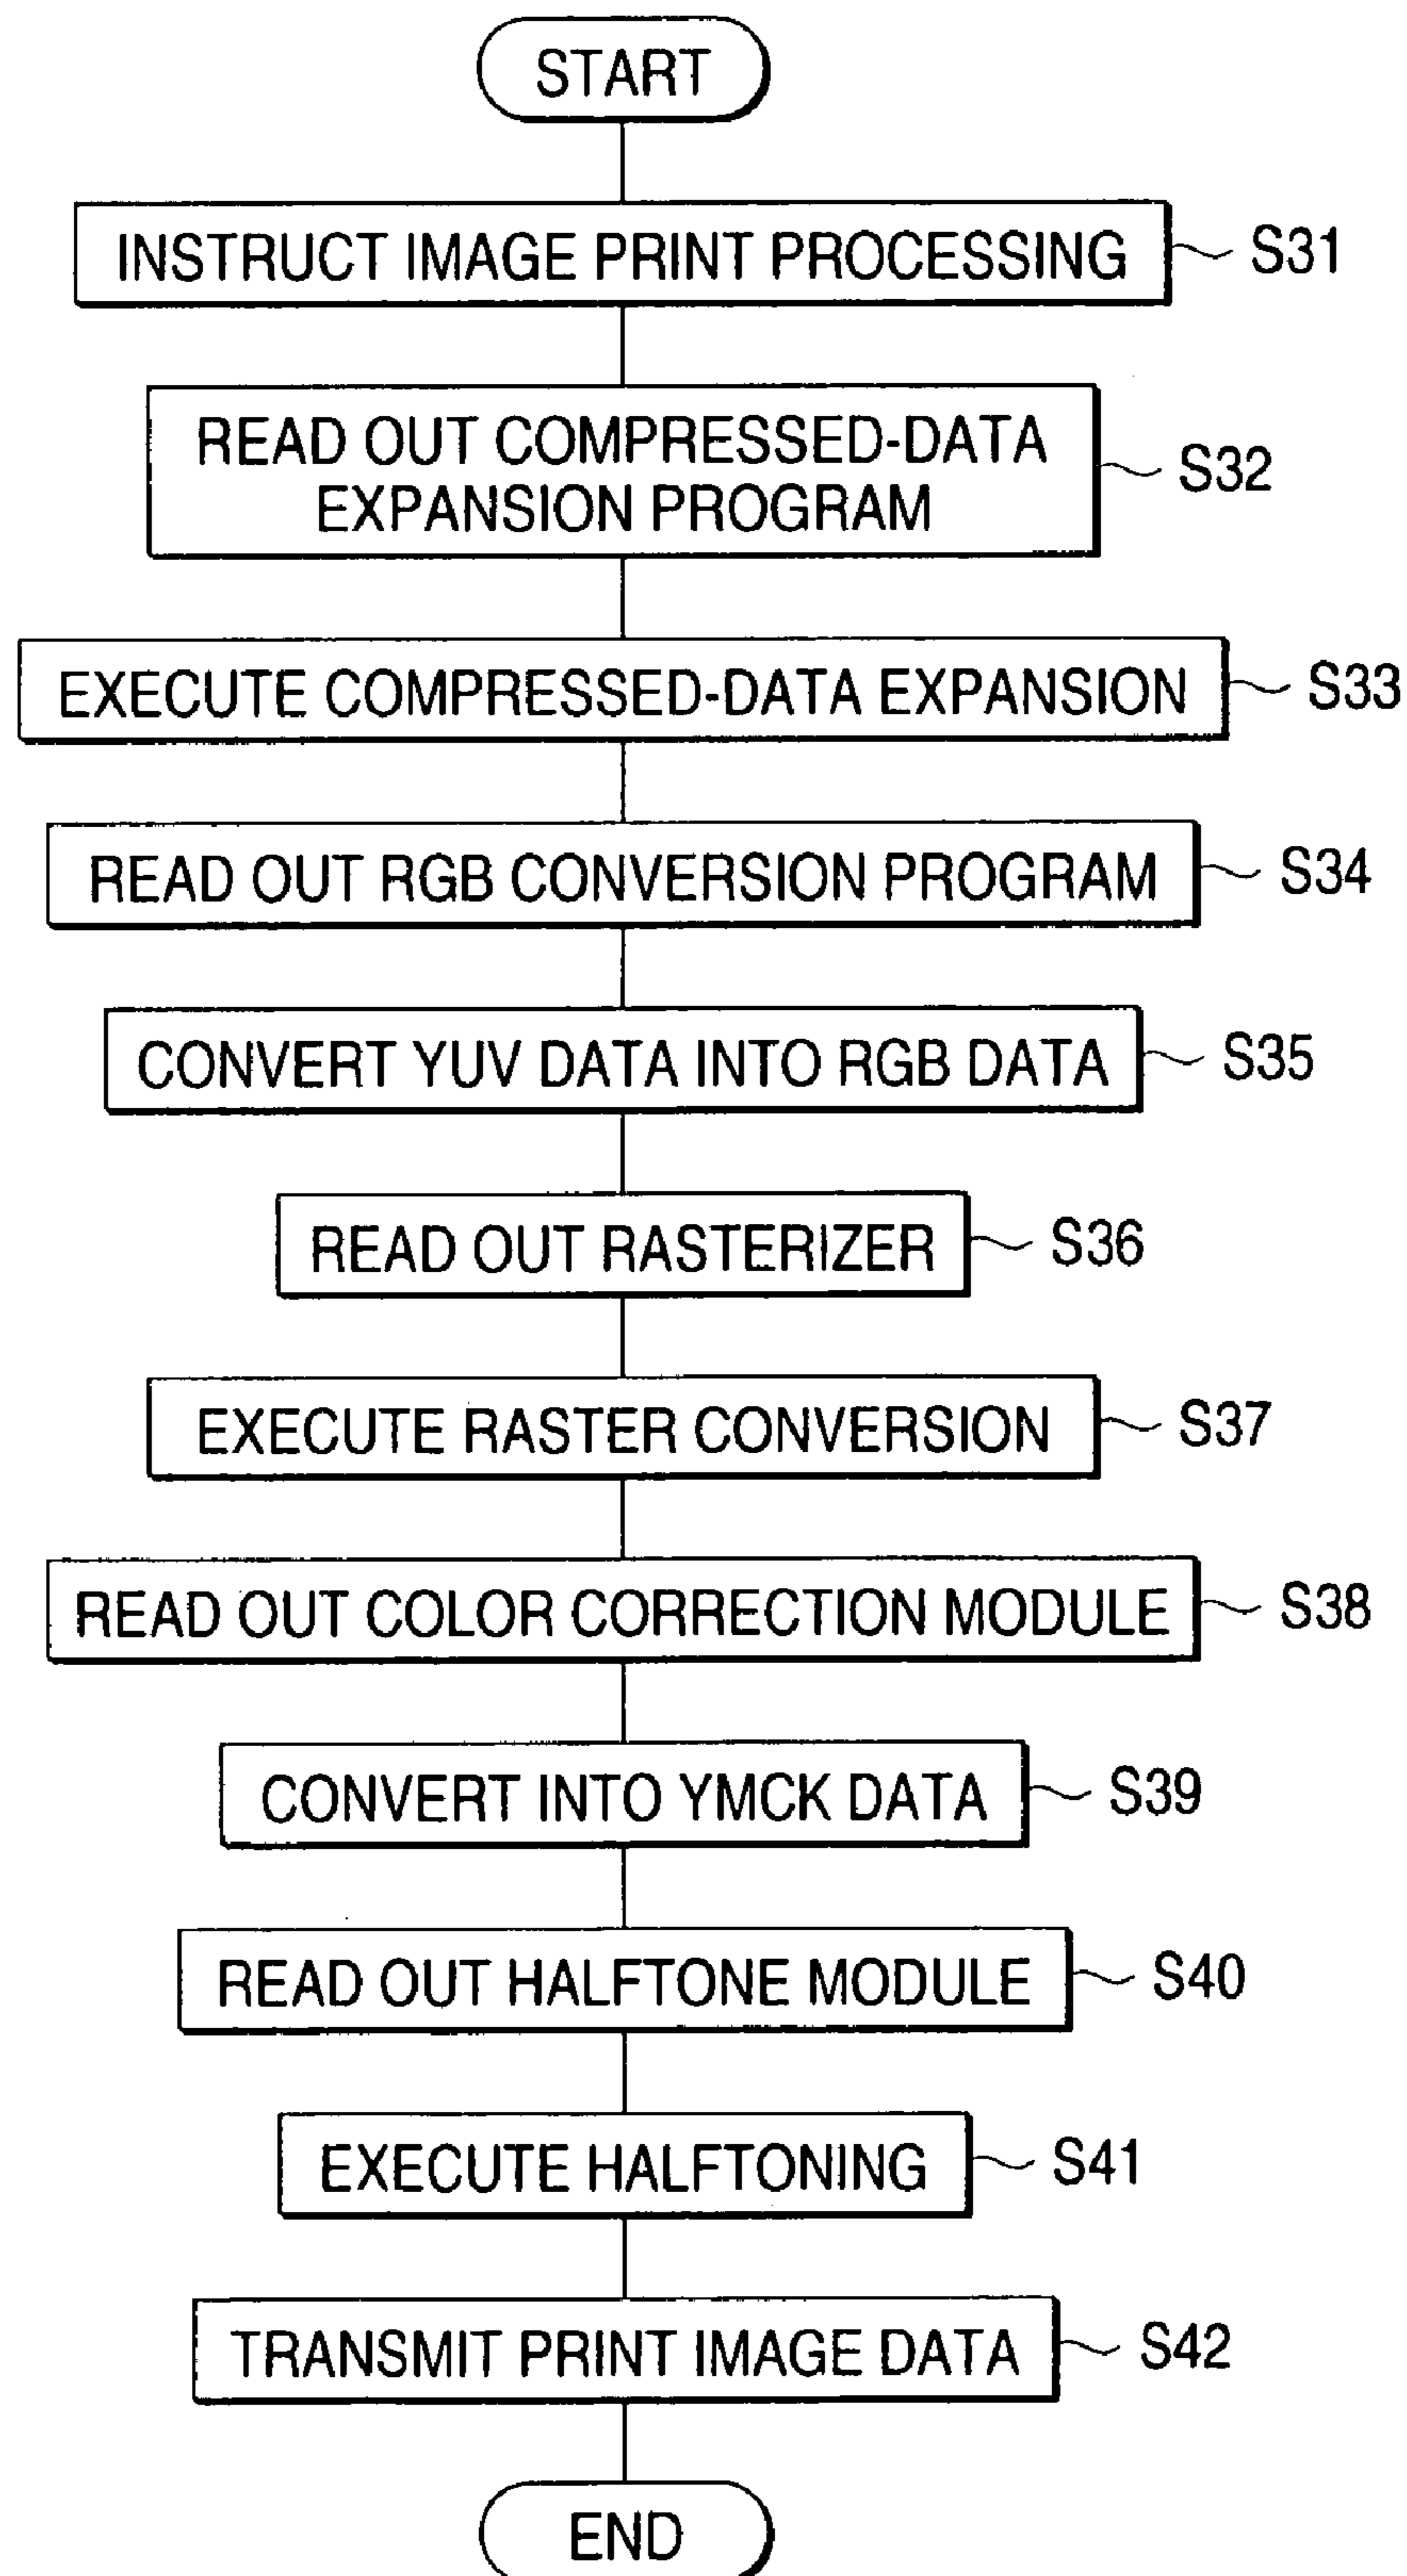 START
INSTRUCT IMAGE PRINT PROCESSING S31
READ OUT COMPRESSED-DATA
EXPANSION PROGRAM
S32
EXECUTE COMPRESSED-DATA EXPANSION S33
READ OUT RGB CONVERSION PROGRAM S34
CONVERT YUV DATA INTO RGB DATA S35
READ OUT RASTERIZER S36
EXECUTE RASTER CONVERSION S37
READ OUT COLOR CORRECTION MODULE S38
CONVERT INTO YMCK DATA S39
READ OUT HALFTONE MODULE S40
EXECUTE HALFTONING S41
TRANSMIT PRINT IMAGE DATA S42
END